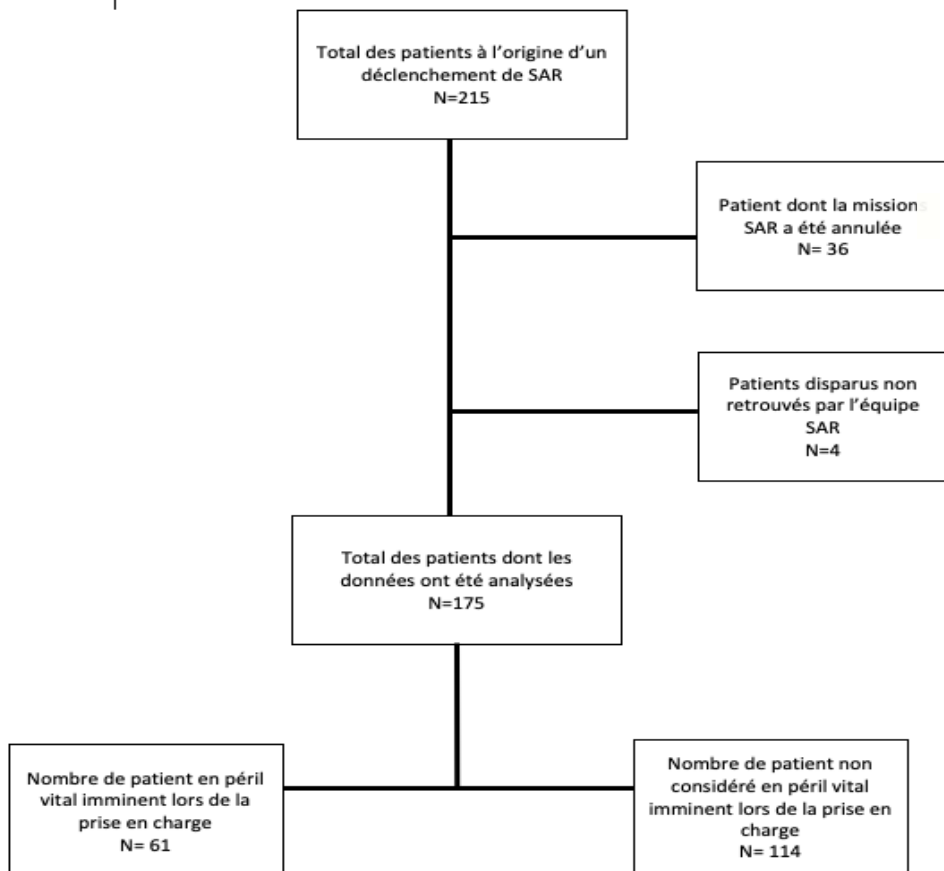 Total des patients à l'origine d'un
déclenchement de SAR
N=215
Patient dont la missions
SAR a été annulée
N= 36
Patients disparus non
retrouvés par l'équipe
SAR
N=4
Total des patients dont les
données ont été analysées
N=175
Nombre de patient en péril
vital imminent lors de la
prise en charge
N= 61
Nombre de patient non
considéré en péril vital
imminent lors de la prise en
charge
N= 114